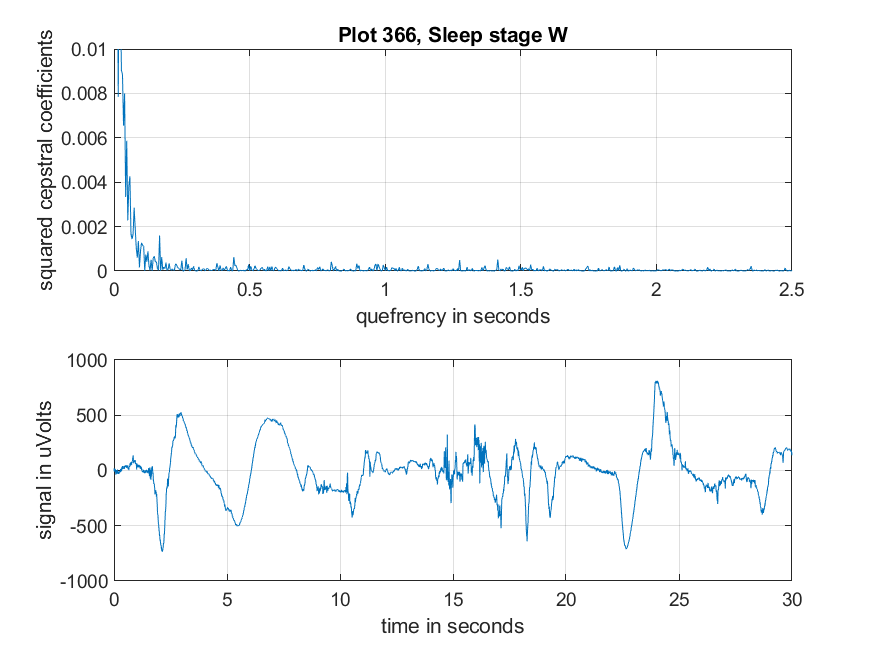 Plot 366, Sleep stage W
squared cepstral coefficients
0.01
0.008
0.006
0.004
0.002
0
0 0.5 1 1.5 2 2.5
quefrency in seconds
signal in uVolts
1000
500
0
-500
-1000
0 5 10 15 20 25 30
time in seconds